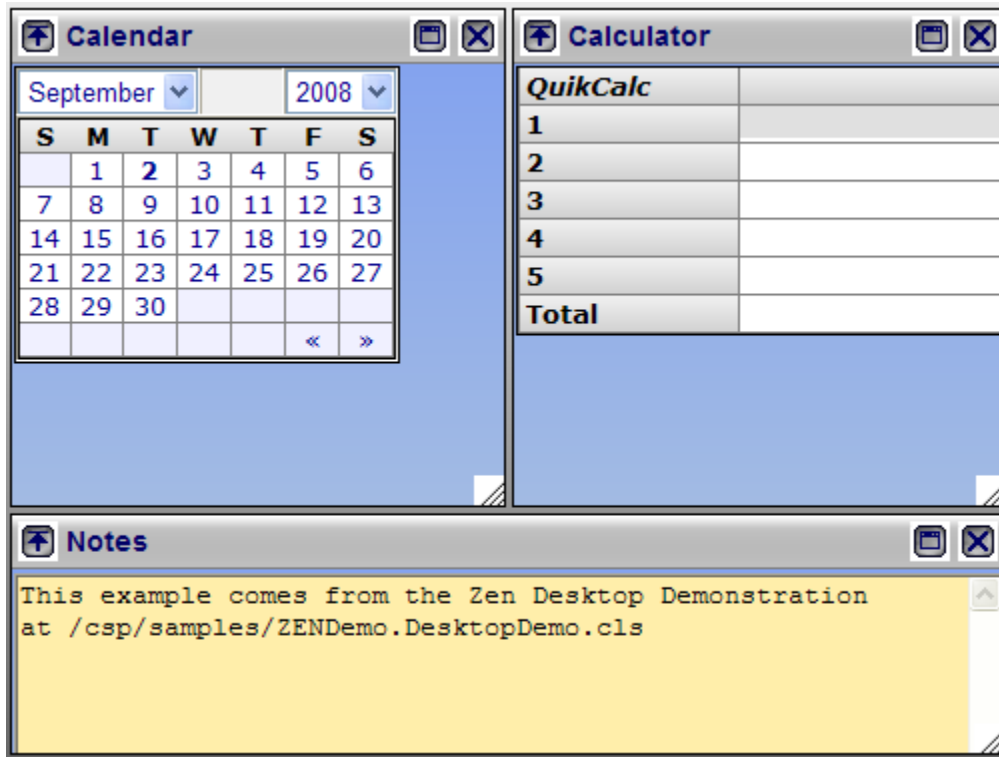 Calendar
September 2008
S M T W T F S
1 2 3 4 5 6
7 8 9 10 11 12 13
14 15 16 17 18 19 20
21 22 23 24 25 26 27
28 29 30
« »
Calculator
QuikCalc
1
2
3
4
5
Total
Notes
This example comes from the Zen Desktop Demonstration
at /csp/samples/ZENDemo.DesktopDemo.cls